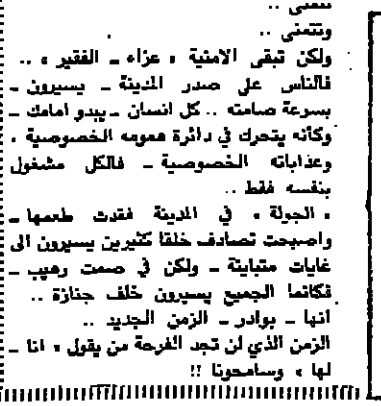 نتمنى ..
وتتمنى ..
ولكن تبقى الامنية « عزاء ـ الفقير » ..
فالناس على صدر المدينة ـ يسيرون ـ
بسرعة صامته .. كل انسان ـ يبدو امامك ـ
وكأنه يتحرك في دائرة همومه الخصوصية ،
وعذاباته الخصوصية ـ فالكل مشغول
بنفسه فقط ..
« الجولة » في المدينة فقدت طعمها ـ
واصبحت تصادف خلقا كثيرين يسيرون الى
غايات متباينة ـ ولكن في صمت رهيب ـ
فكانما الجميع يسيرون خلف جنازة ..
انها ـ بوادر ـ الزمن الجديد ..
الزمن الذي لن تجد الفرحة من يقول « انا ـ
لها » وسامحونا !!